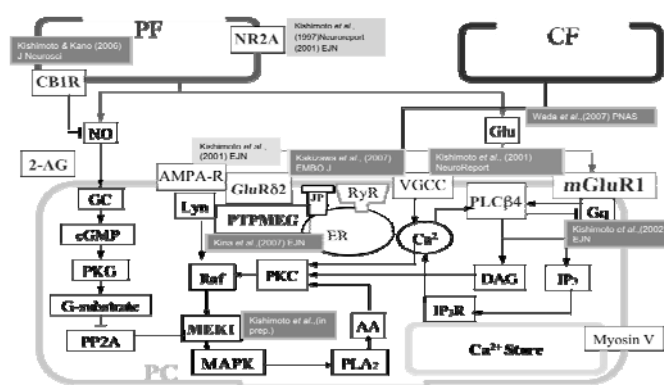 PF
CF
NR2A
Kishimoto et al.,
(1997)Neuroreport
(2001) EJN
Kishimoto & Kano (2006)
J Neurosci
CB1R
Wada et al.,(2007) PNAS
NO
Glu
Kishimoto et al.,
(2001) EJN
Kakizawa et al., (2007)
EMBO J
Kishimoto et al., (2001)
NeuroReport
2-AG
AMPA-R
GluRδ2
JP
RyR
VGCC
PLCβ4
mGluR1
GC
Lyn
PTPMEG
Gq
Kishimoto et al.,(2002)
EJN
cGMP
Kina et al.,(2007) EJN
ER
Ca2
PKG
Raf
PKC
DAG
IP3
G-substrate
Kishimoto et al.,(in
prep.)
MEK1
AA
IP3R
PP2A
Ca2+ Store
Myosin V
MAPK
PLA2
PC